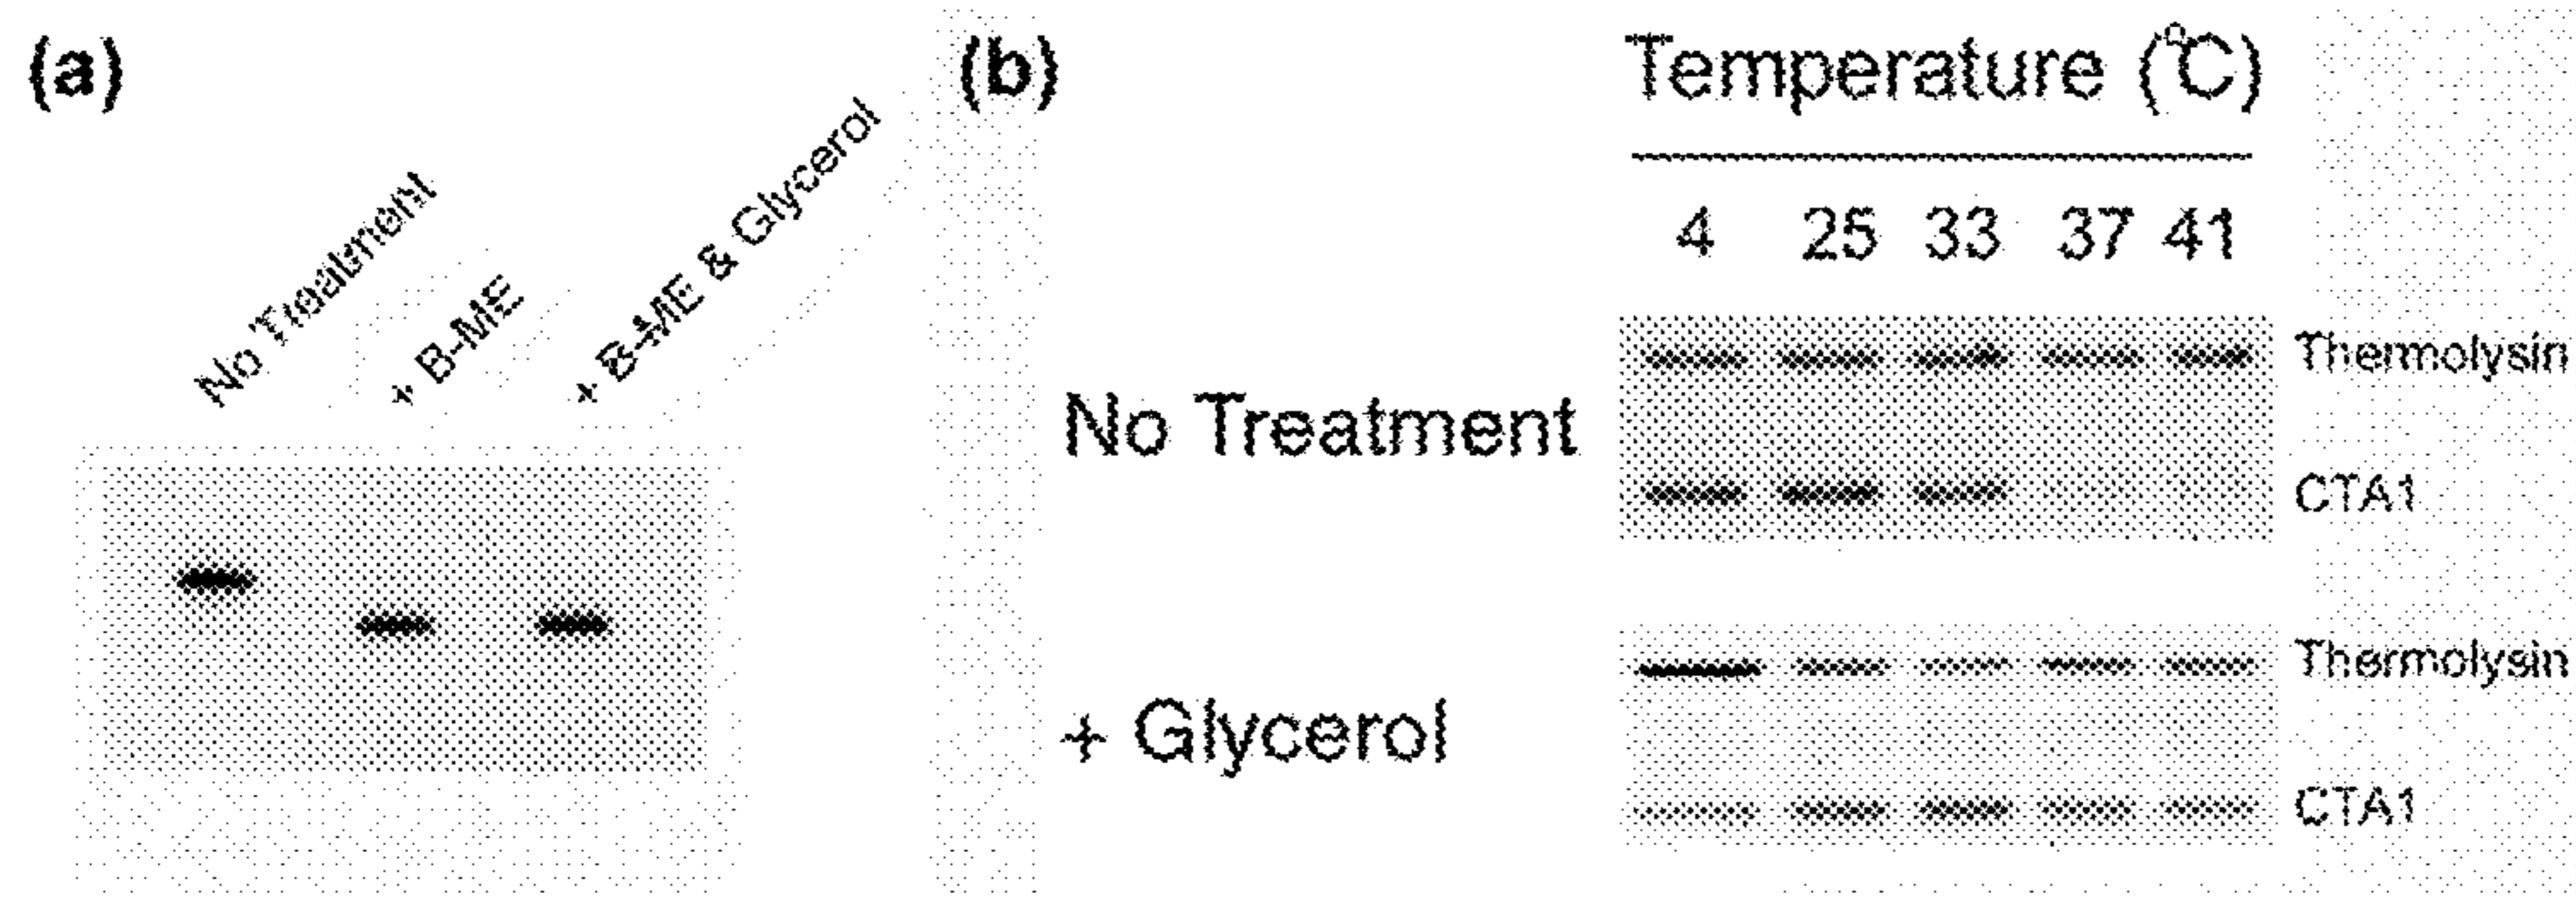 (a)
No Treatment
+ B-ME
+ B-ME & Glycerol
(b)
Temperature (°C)
4 25 33 37 41
No Treatment
Thermolysin
CTA1
+ Glycerol
Thermolysin
CTA1